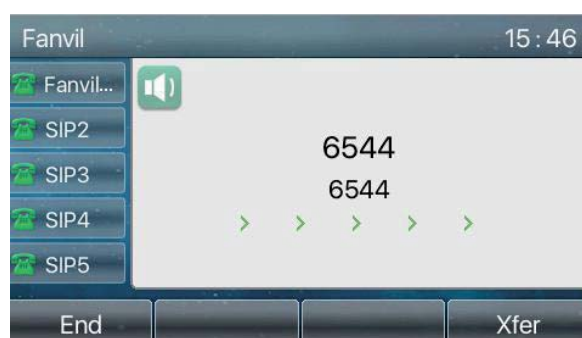 Fanvil 15:46
Fanvil...
SIP2
SIP3
SIP4
SIP5
6544
6544
End Xfer